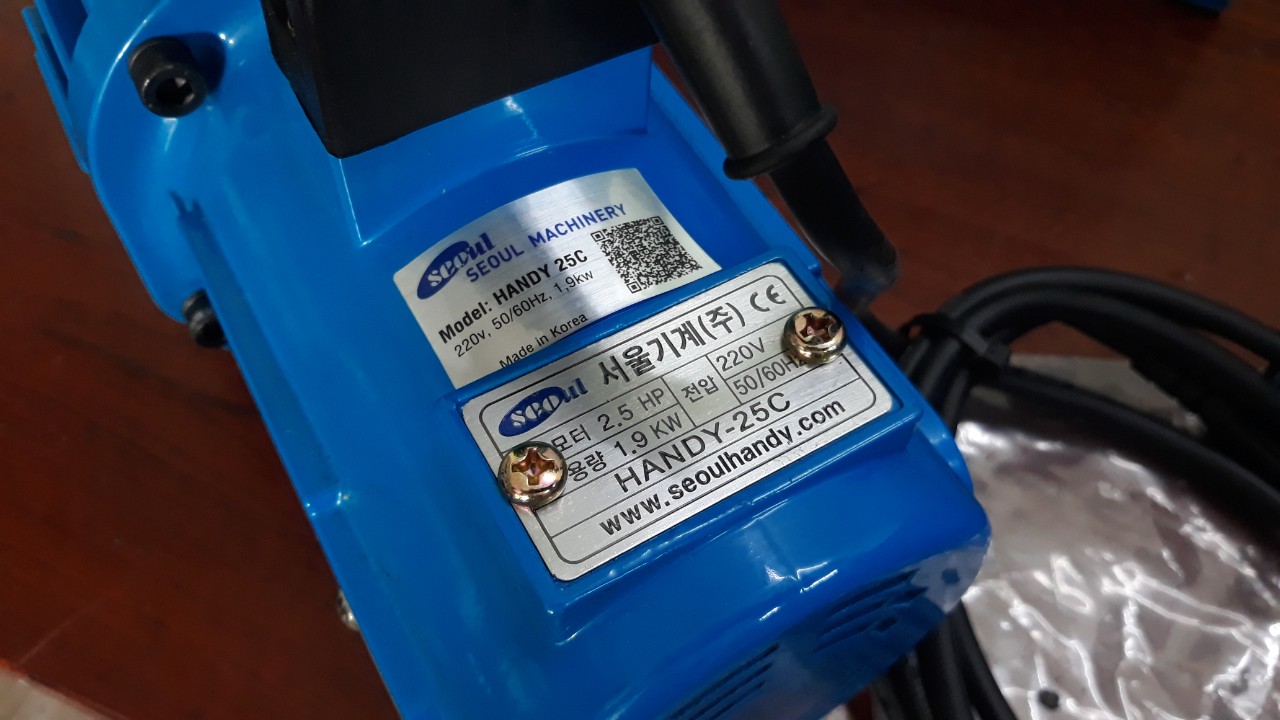 seoul SEOUL MACHINERY
Model: HANDY 25C
220v, 50/60Hz, 1,9kw
Made in Korea
seoul 서울기계(주) CE
모터 2.5 HP 전압 220V
용량 1.9 KW 50/60Hz
HANDY-25C
www.seoulhandy.com